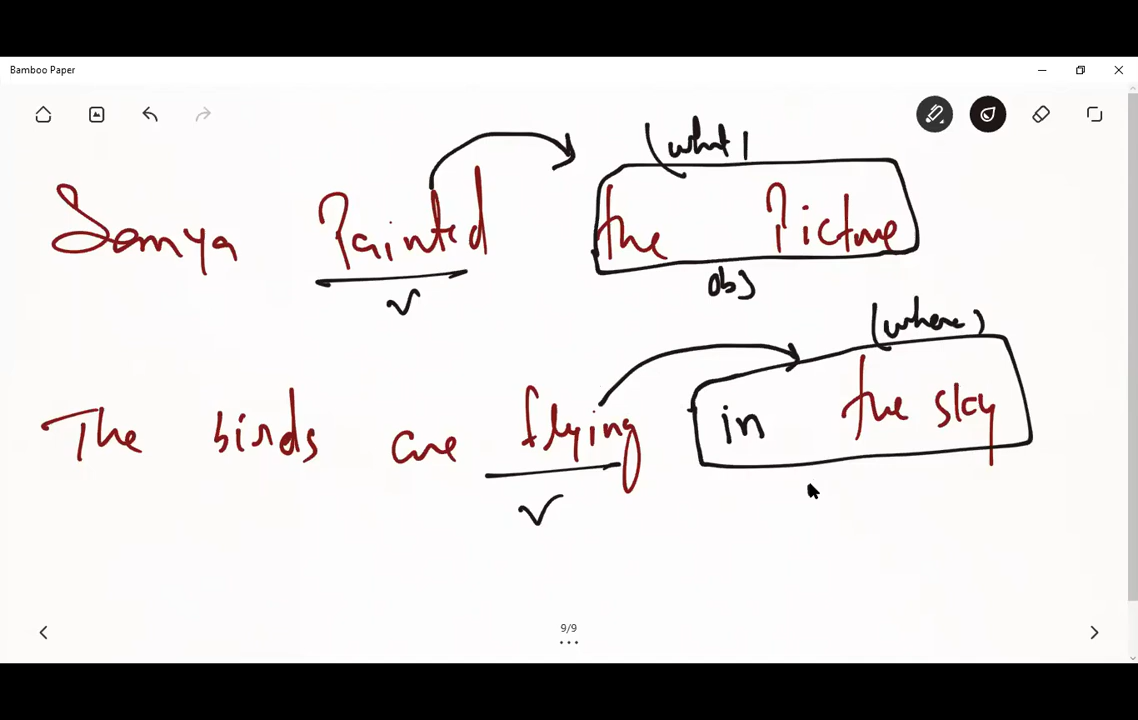 Bamboo Paper
(what)
Somya Painted the Picture
V obj
(where)
The birds are flying in the sky
V
9/9